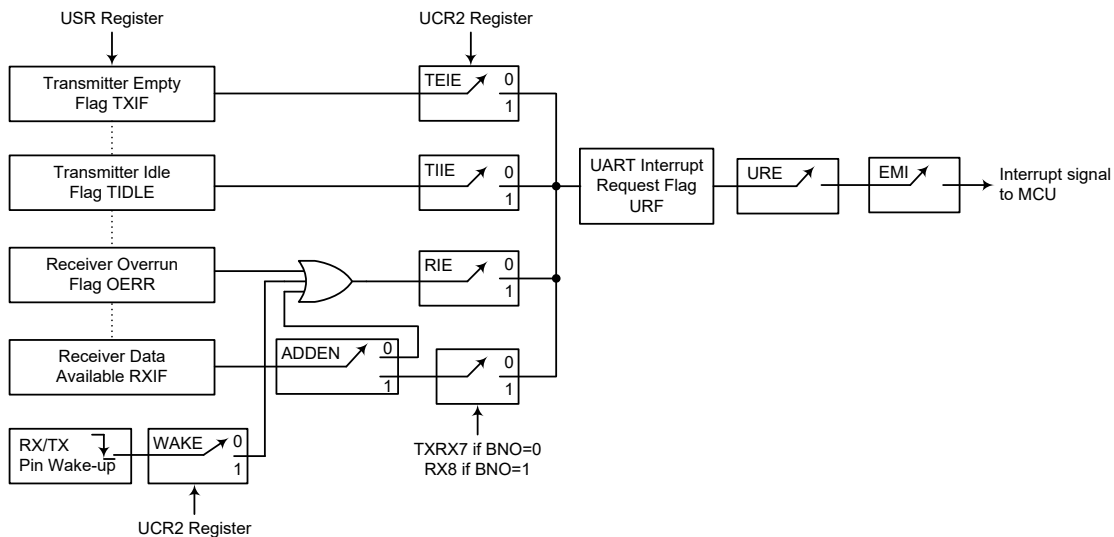 USR Register
UCR2 Register
Transmitter Empty
Flag TXIF
TEIE
0
1
Transmitter Idle
Flag TIDLE
TIIE
0
1
UART Interrupt
Request Flag
URF
URE
EMI
Interrupt signal
to MCU
Receiver Overrun
Flag OERR
RIE
0
1
Receiver Data
Available RXIF
ADDEN
0
1
0
1
RX/TX
Pin Wake-up
WAKE
0
1
TXRX7 if BNO=0
RX8 if BNO=1
UCR2 Register